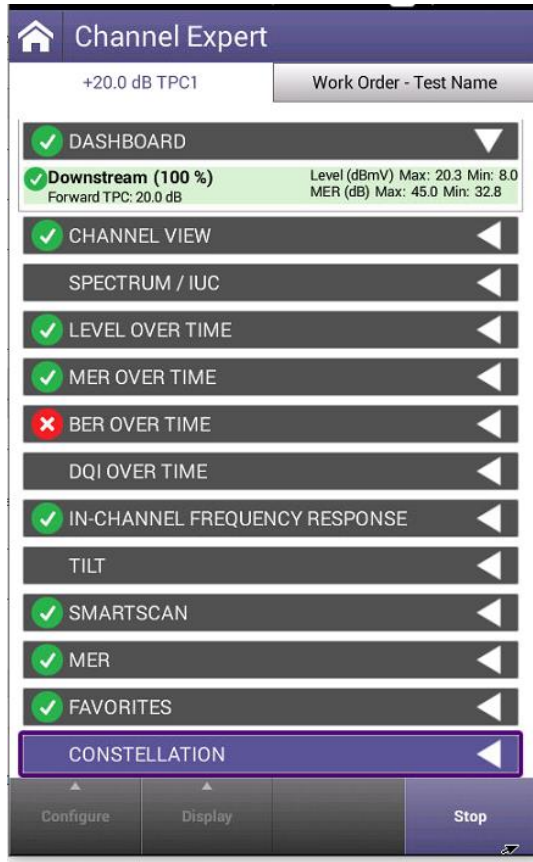 Channel Expert
+20.0 dB TPC1
Work Order - Test Name
DASHBOARD
Downstream (100 %)
Forward TPC: 20.0 dB
Level (dBmV) Max: 20.3 Min: 8.0
MER (dB) Max: 45.0 Min: 32.8
CHANNEL VIEW
SPECTRUM / IUC
LEVEL OVER TIME
MER OVER TIME
BER OVER TIME
DQI OVER TIME
IN-CHANNEL FREQUENCY RESPONSE
TILT
SMARTSCAN
MER
FAVORITES
CONSTELLATION
Configure
Display
Stop